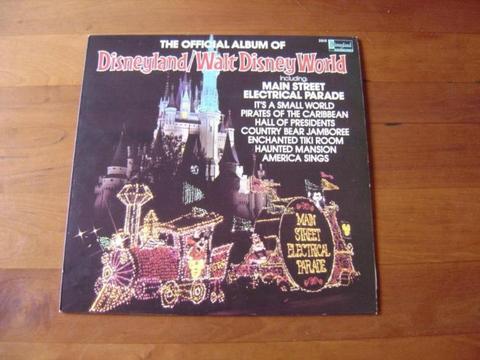 THE OFFICIAL ALBUM OF
Disneyland/Walt Disney World
including:
MAIN STREET
ELECTRICAL PARADE
IT'S A SMALL WORLD
PIRATES OF THE CARIBBEAN
HALL OF PRESIDENTS
COUNTRY BEAR JAMBOREE
ENCHANTED TIKI ROOM
HAUNTED MANSION
AMERICA SINGS
MAIN
STREET
ELECTRICAL
PARADE